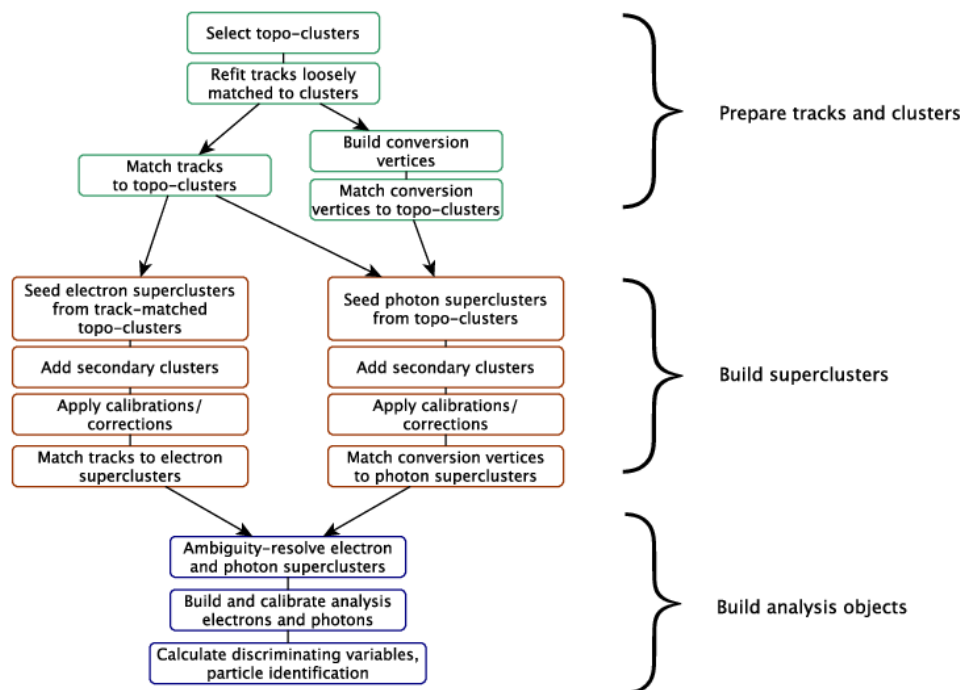 Select topo-clusters
Refit tracks loosely
matched to clusters
Prepare tracks and clusters
Build conversion
vertices
Match tracks
to topo-clusters
Match conversion
vertices to topo-clusters
Seed electron superclusters
from track-matched
topo-clusters
Seed photon superclusters
from topo-clusters
Add secondary clusters
Add secondary clusters
Build superclusters
Apply calibrations/
corrections
Apply calibrations/
corrections
Match tracks to electron
superclusters
Match conversion vertices
to photon superclusters
Ambiguity-resolve electron
and photon superclusters
Build and calibrate analysis
electrons and photons
Build analysis objects
Calculate discriminating variables,
particle identification